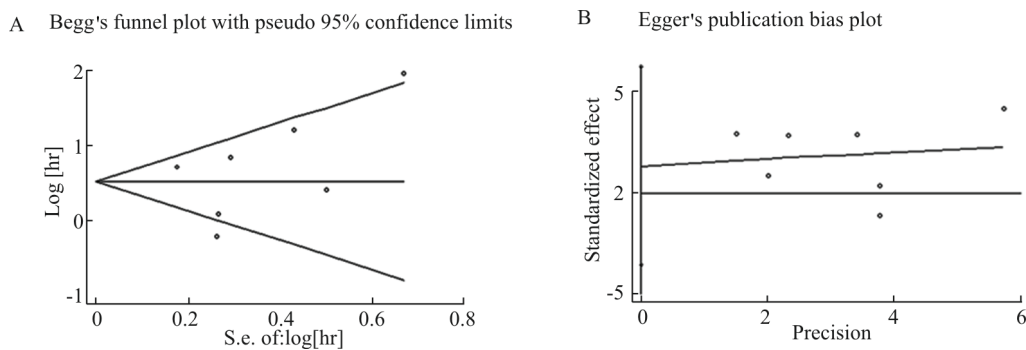 A
Begg's funnel plot with pseudo 95% confidence limits
2
1
0
-1
Log [hr]
0
0.2
0.4
0.6
0.8
S.e. of:log[hr]
B
Egger's publication bias plot
5
2
-5
Standardized effect
0
2
4
6
Precision